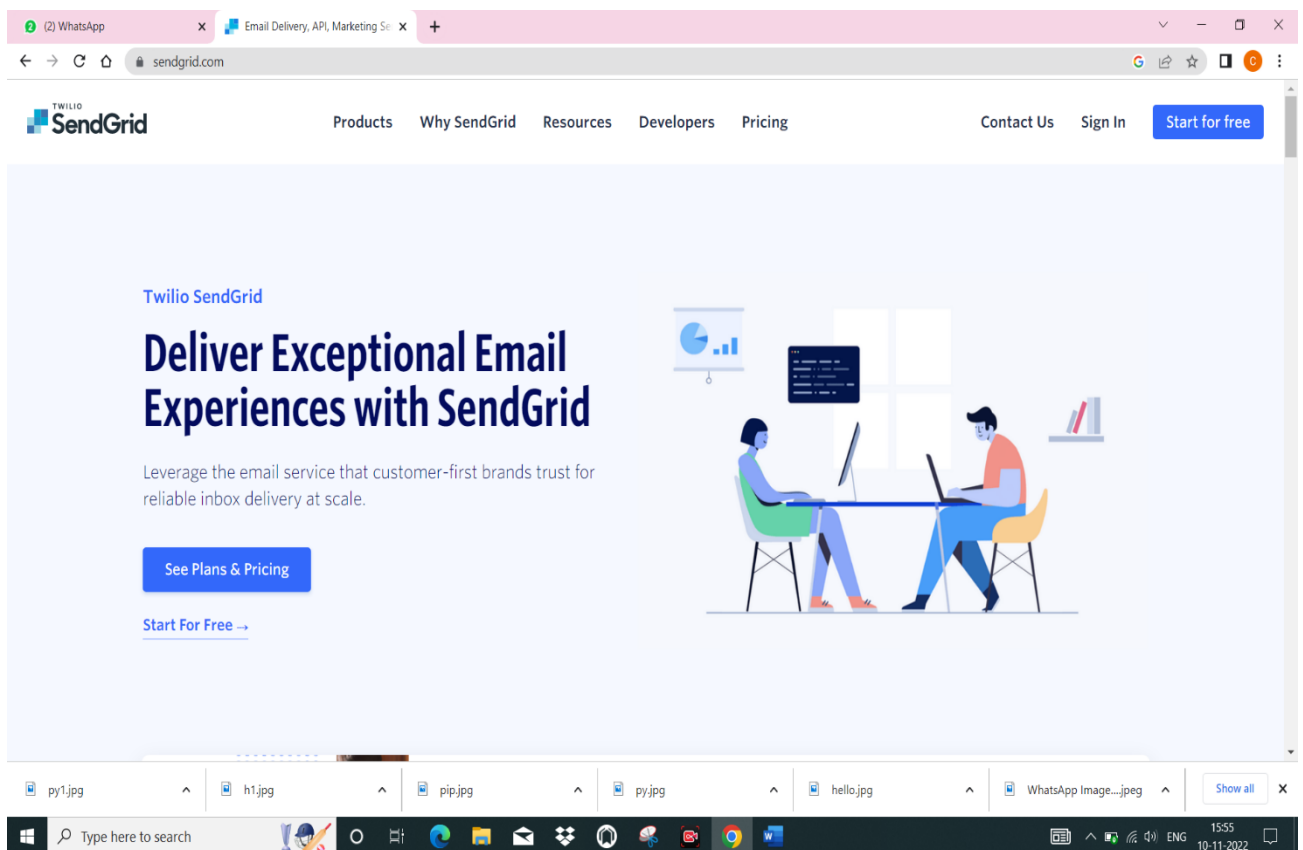 2 (2) WhatsApp Email Delivery, API, Marketing Se
sendgrid.com G C
TWILIO
SendGrid Products Why SendGrid Resources Developers Pricing Contact Us Sign In Start for free
Twilio SendGrid
Deliver Exceptional Email
Experiences with SendGrid
Leverage the email service that customer-first brands trust for
reliable inbox delivery at scale.
See Plans & Pricing
Start For Free →
py1.jpg h1.jpg pip.jpg py.jpg hello.jpg WhatsApp Image....jpeg Show all
Type here to search ENG 15:55
10-11-2022